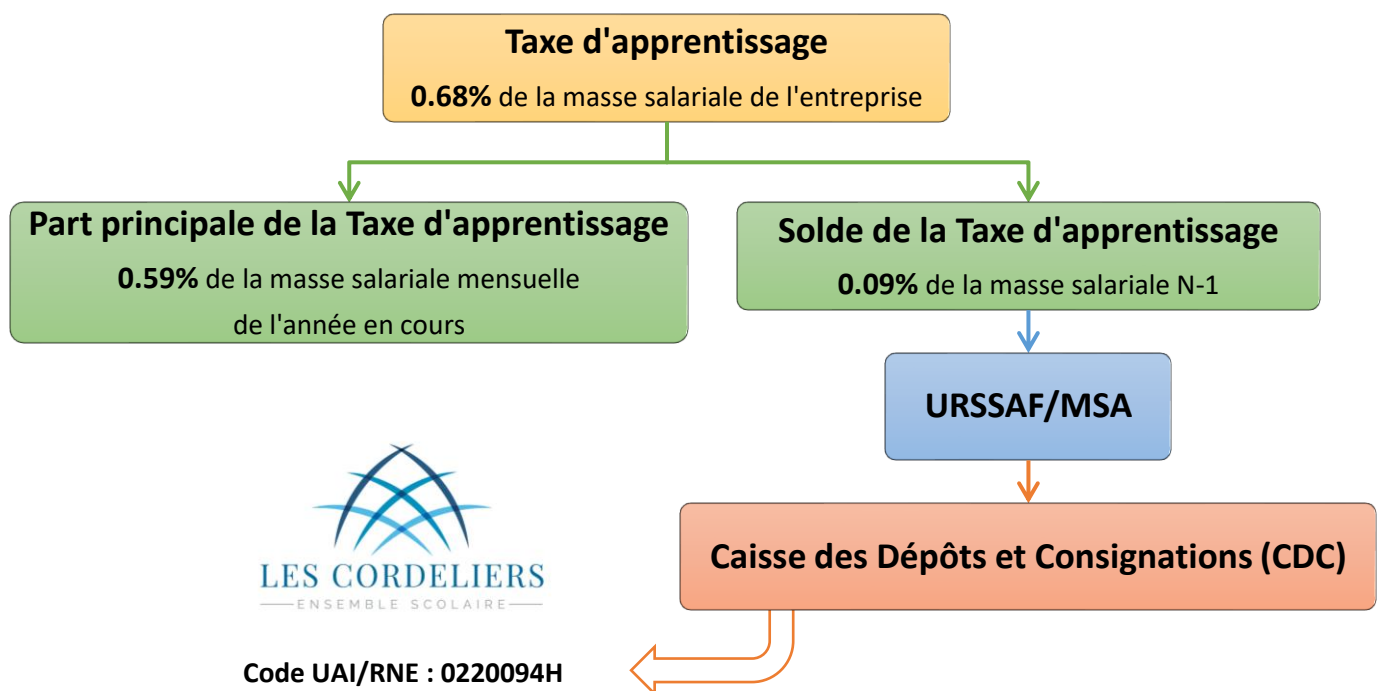 Taxe d'apprentissage
0.68% de la masse salariale de l'entreprise
Part principale de la Taxe d'apprentissage
0.59% de la masse salariale mensuelle
de l'année en cours
Solde de la Taxe d'apprentissage
0.09% de la masse salariale N-1
URSSAF/MSA
Caisse des Dépôts et Consignations (CDC)
LES CORDELIERS
ENSEMBLE SCOLAIRE
Code UAI/RNE : 0220094H